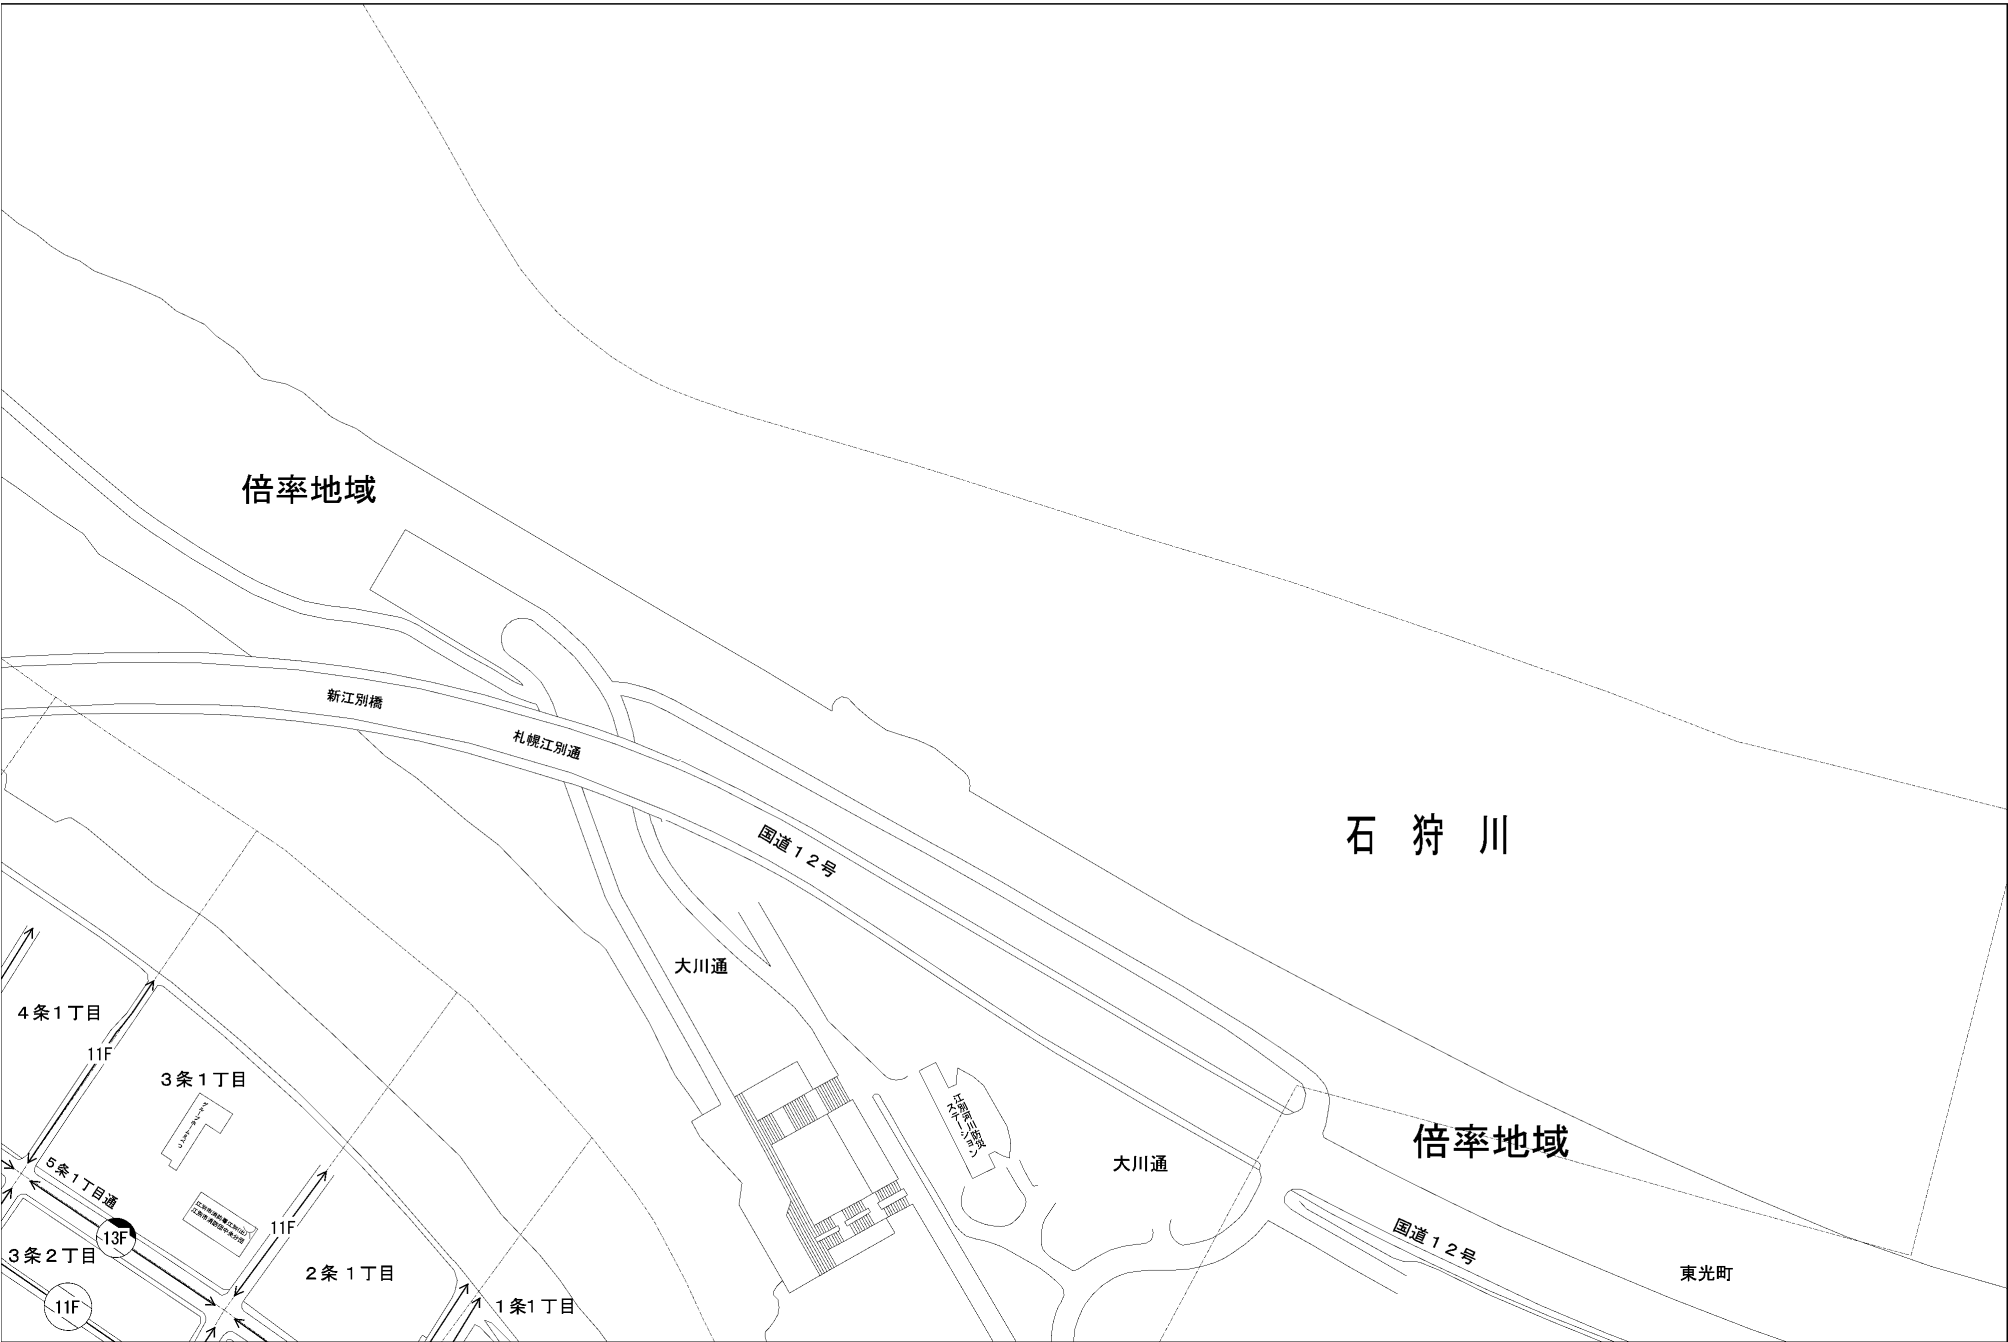 倍率地域
新江別橋
札幌江別通
国道12号
石狩川
大川通
4条1丁目
11F
3条1丁目
江別河川防災
ステーション
大川通
倍率地域
5条1丁目通
13F
11F
国道12号
3条2丁目
2条1丁目
東光町
11F
1条1丁目